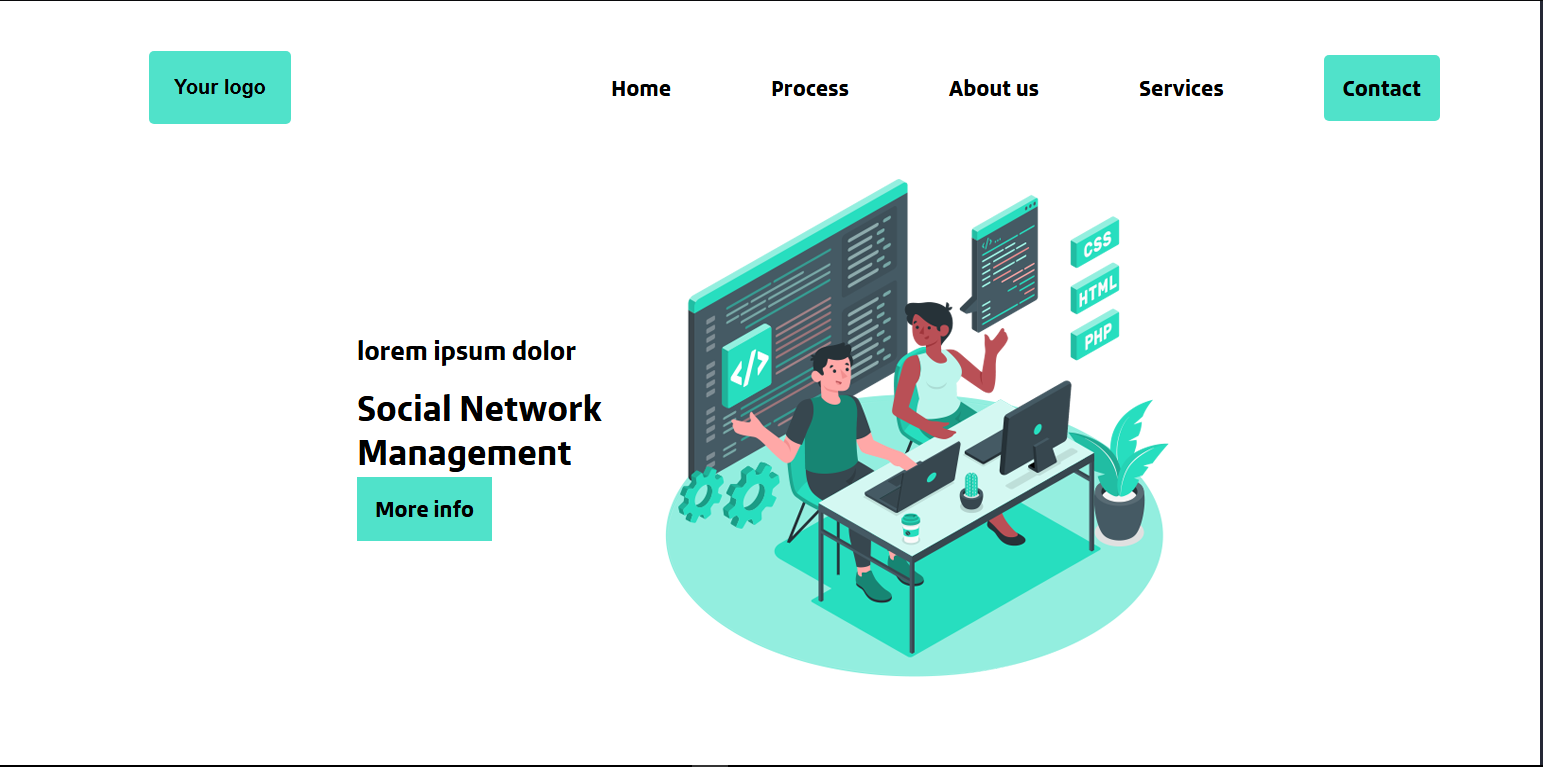 Your logo
Home
Process
About us
Services
Contact
lorem ipsum dolor
Social Network
Management
More info
</>
</>...
CSS
HTML
PHP